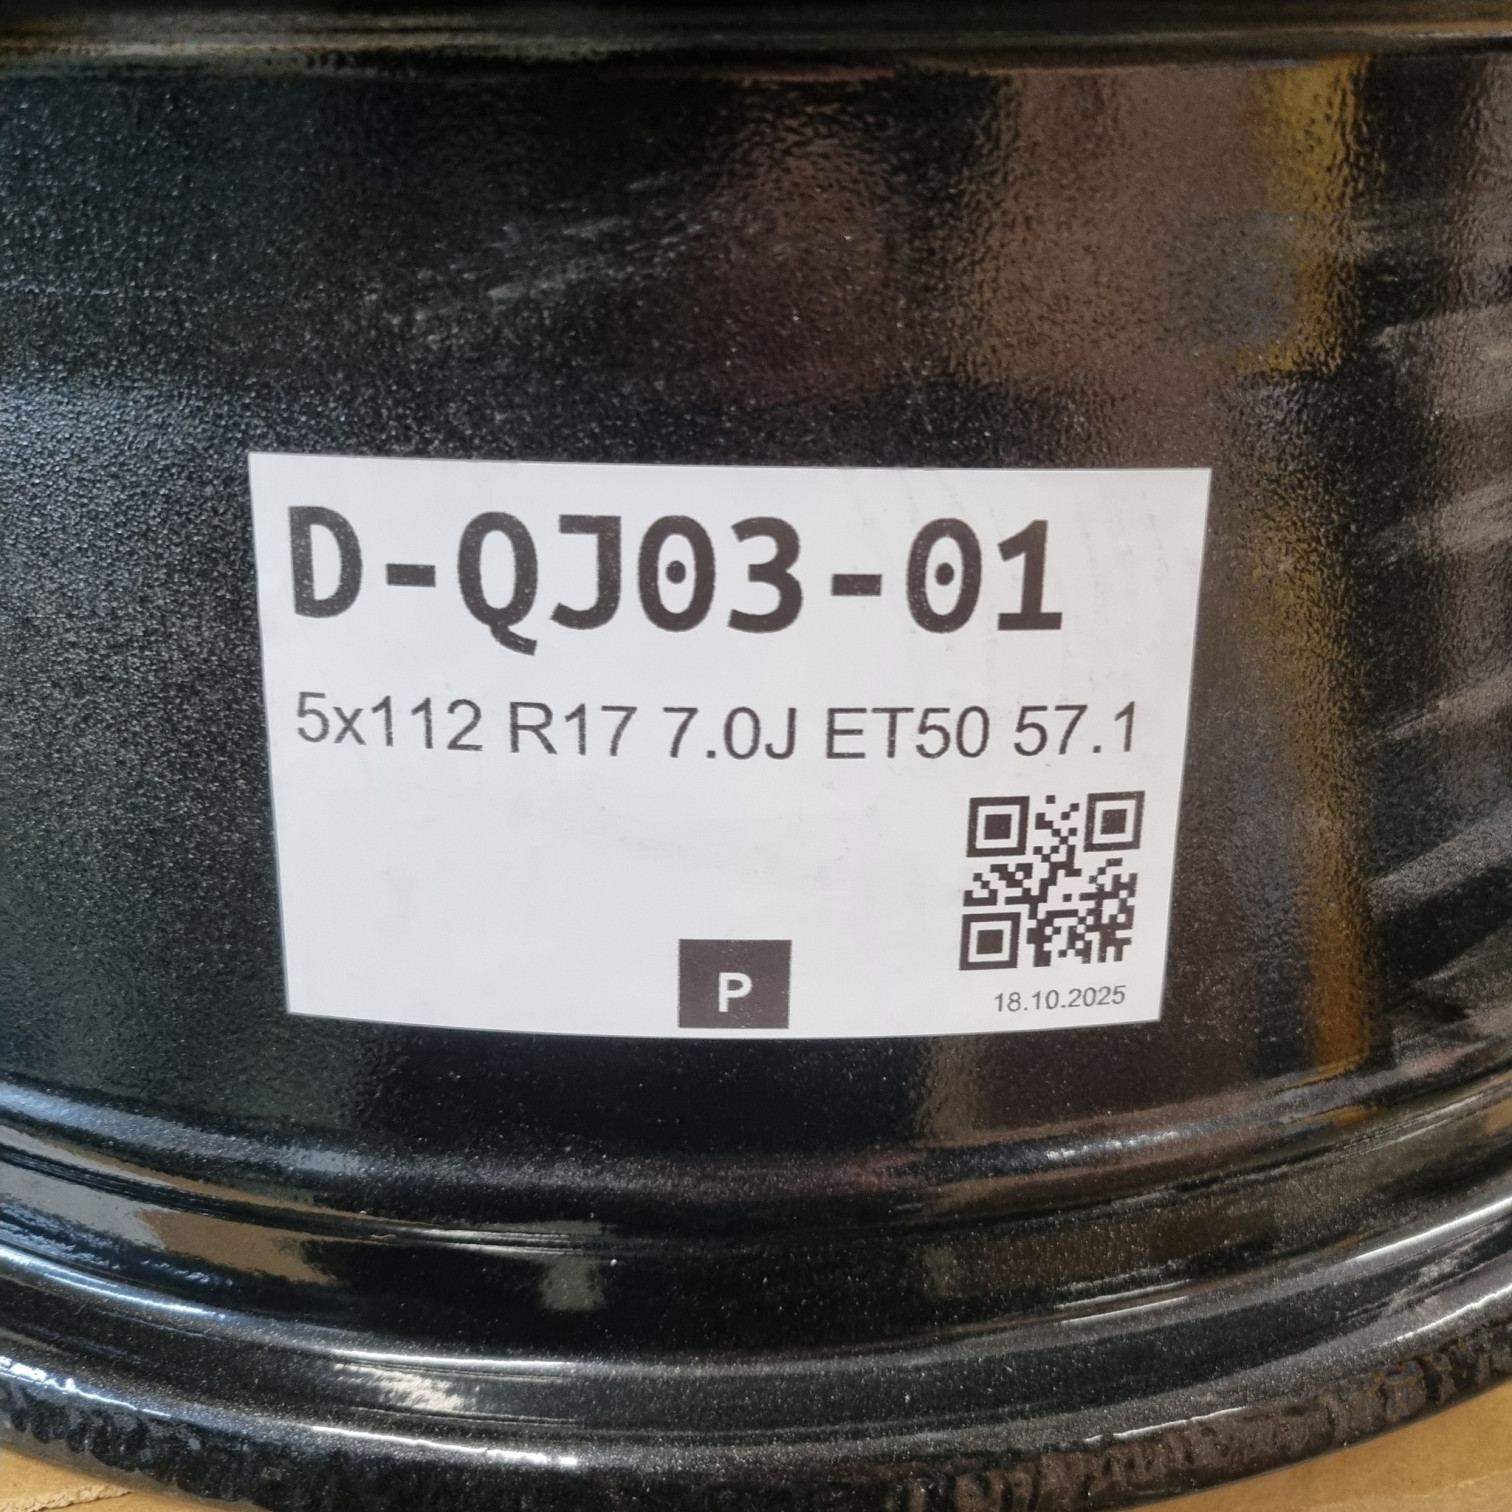 D-QJ03-01
5x112 R17 7.0J ET50 57.1
P
18.10.2025